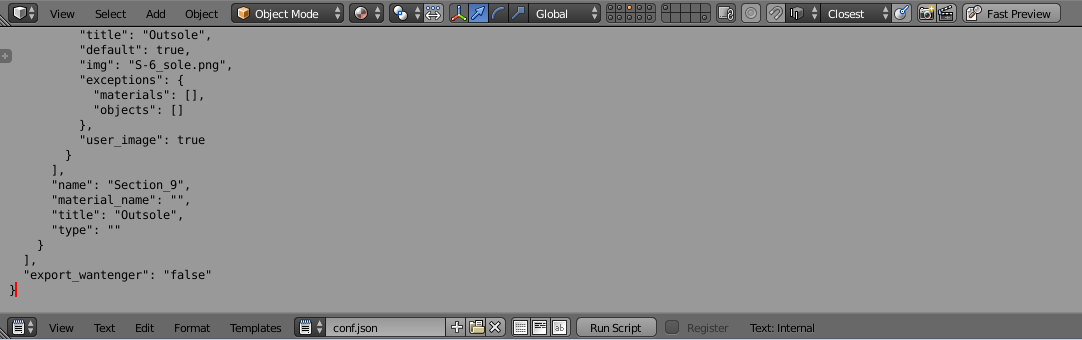 View Select Add Object Object Mode Global Closest Fast Preview
"title": "Outsole",
"default": true,
"img": "S-6_sole.png",
"exceptions": {
"materials": [],
"objects": []
},
"user_image": true
}
],
"name": "Section_9",
"material_name": "",
"title": "Outsole",
"type": ""
}
],
"export_wantenger": "false"
}
View Text Edit Format Templates conf.json ab Run Script Register Text: Internal